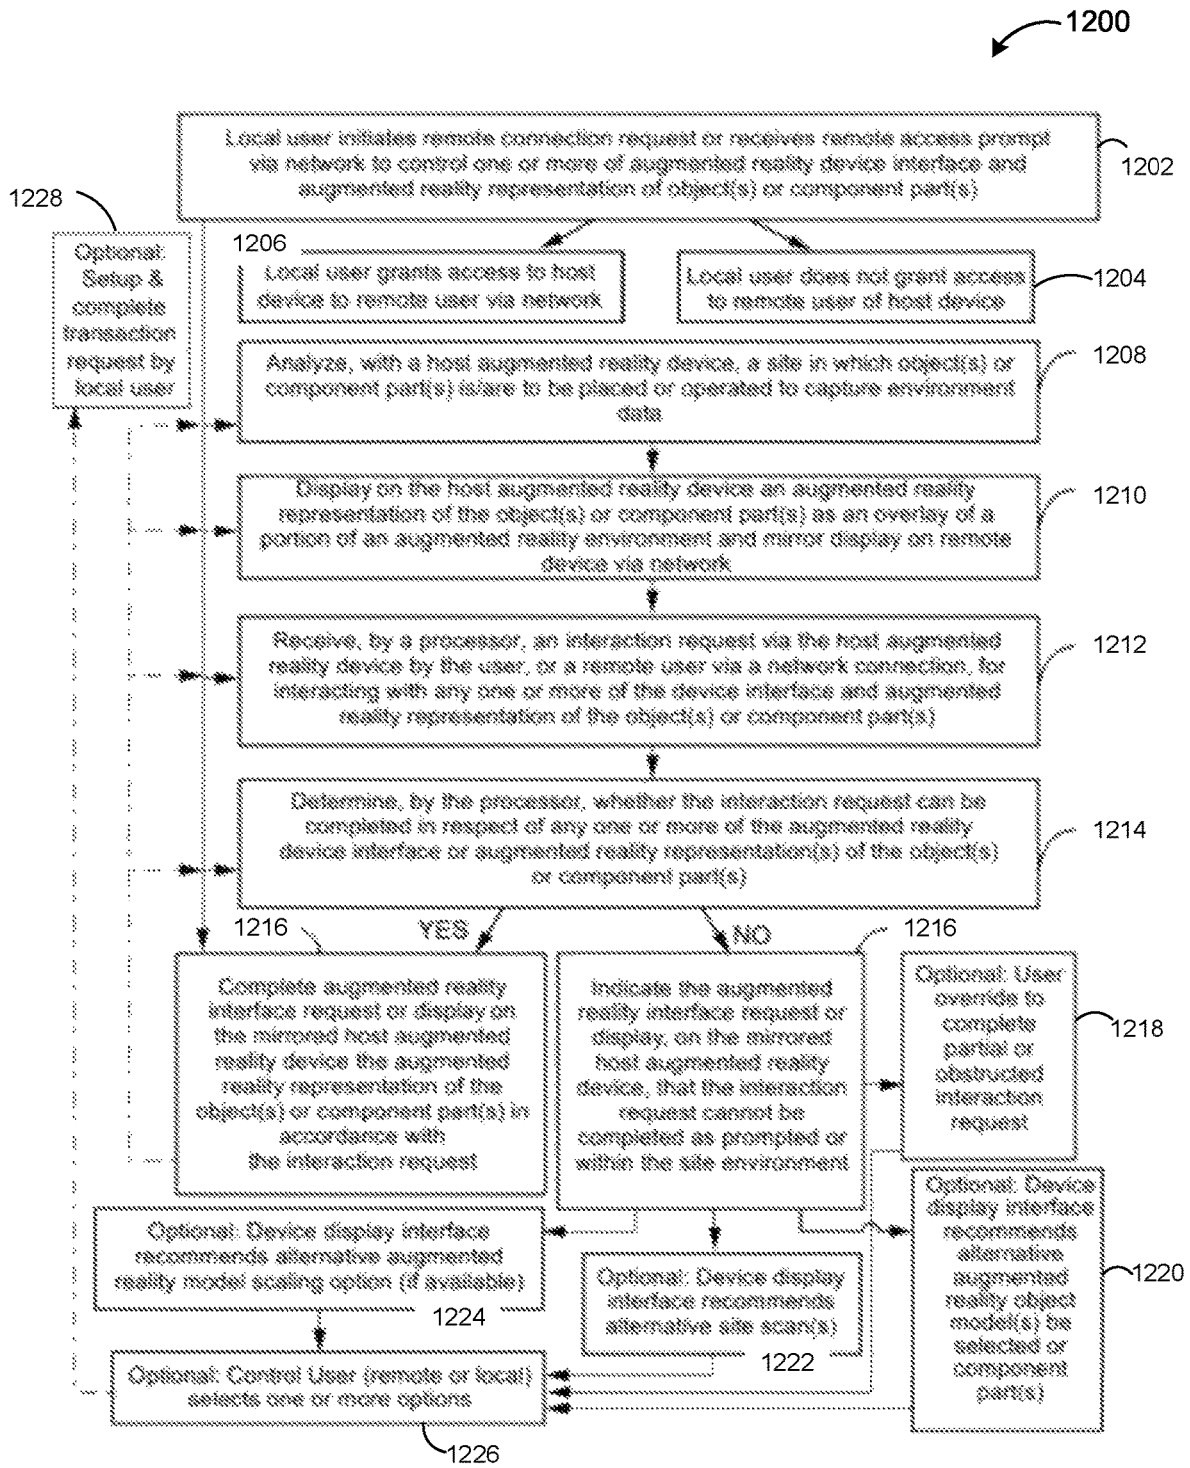 1200
Local user initiates remote connection request or receives remote access prompt
via network to control one or more of augmented reality device interface and
augmented reality representation of object(s) or component part(s)
1202
1228
Optional:
Setup &
complete
transaction
request by
local user
1206
Local user grants access to host
device to remote user via network
Local user does not grant access
to remote user of host device
1204
Analyze, with a host augmented reality device, a site in which object(s) or
component part(s) is/are to be placed or operated to capture environment
data
1208
Display on the host augmented reality device an augmented reality
representation of the object(s) or component part(s) as an overlay of a
portion of an augmented reality environment and mirror display on remote
device via network
1210
Receive, by a processor, an interaction request via the host augmented
reality device by the user, or a remote user via a network connection, for
interacting with any one or more of the device interface and augmented
reality representation of the object(s) or component part(s)
1212
Determine, by the processor, whether the interaction request can be
completed in respect of any one or more of the augmented reality
device interface or augmented reality representation(s) of the object(s)
or component part(s)
1214
1216
YES
NO
1216
Complete augmented reality
interface request or display on
the mirrored host augmented
reality device the augmented
reality representation of the
object(s) or component part(s) in
accordance with
the interaction request
Indicate the augmented
reality interface request or
display, on the mirrored
host augmented reality
device, that the interaction
request cannot be
completed as prompted or
within the site environment
Optional: User
override to
complete
partial or
obstructed
interaction
request
1218
Optional: Device display interface
recommends alternative augmented
reality model scaling option (if available)
1224
Optional: Device display
interface recommends
alternative site scan(s)
1222
Optional: Device
display interface
recommends
alternative
augmented
reality object
model(s) be
selected or
component
part(s)
1220
Optional: Control User (remote or local)
selects one or more options
1226